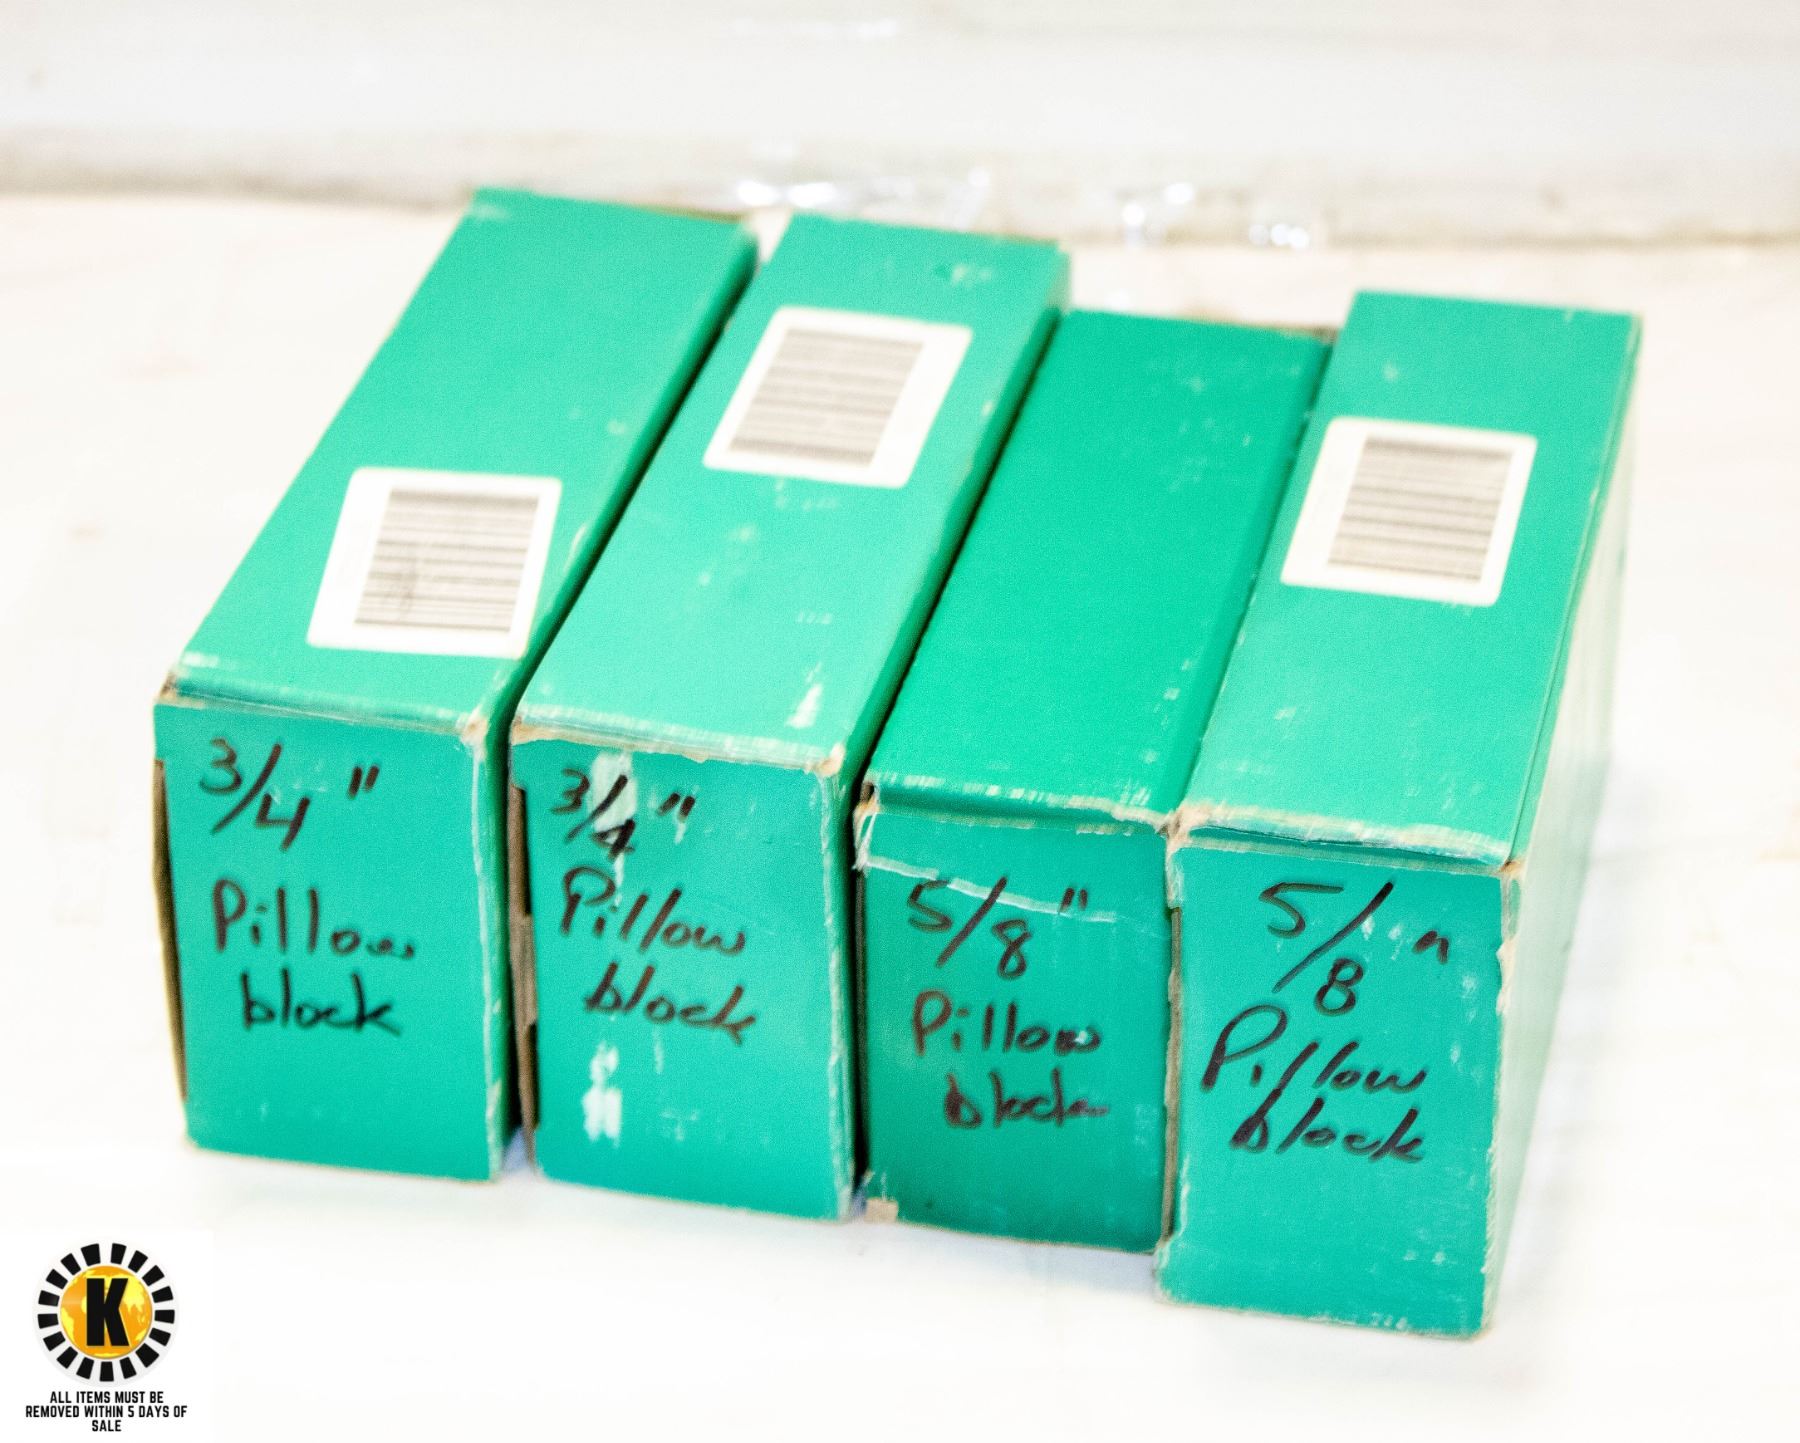 3/4"
Pillow
block
3/4"
Pillow
block
5/8"
Pillow
block
5/8"
Pillow
block
K
ALL ITEMS MUST BE
REMOVED WITHIN 5 DAYS OF
SALE